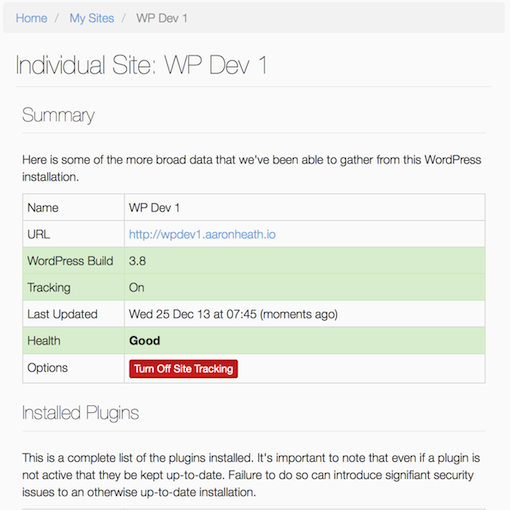 Home / My Sites / WP Dev 1
Individual Site: WP Dev 1
Summary
Here is some of the more broad data that we've been able to gather from this WordPress
installation.
Name WP Dev 1
URL http://wpdev1.aaronheath.io
WordPress Build 3.8
Tracking On
Last Updated Wed 25 Dec 13 at 07:45 (moments ago)
Health Good
Options Turn Off Site Tracking
Installed Plugins
This is a complete list of the plugins installed. It's important to note that even if a plugin is
not active that they be kept up-to-date. Failure to do so can introduce signifiant security
issues to an otherwise up-to-date installation.